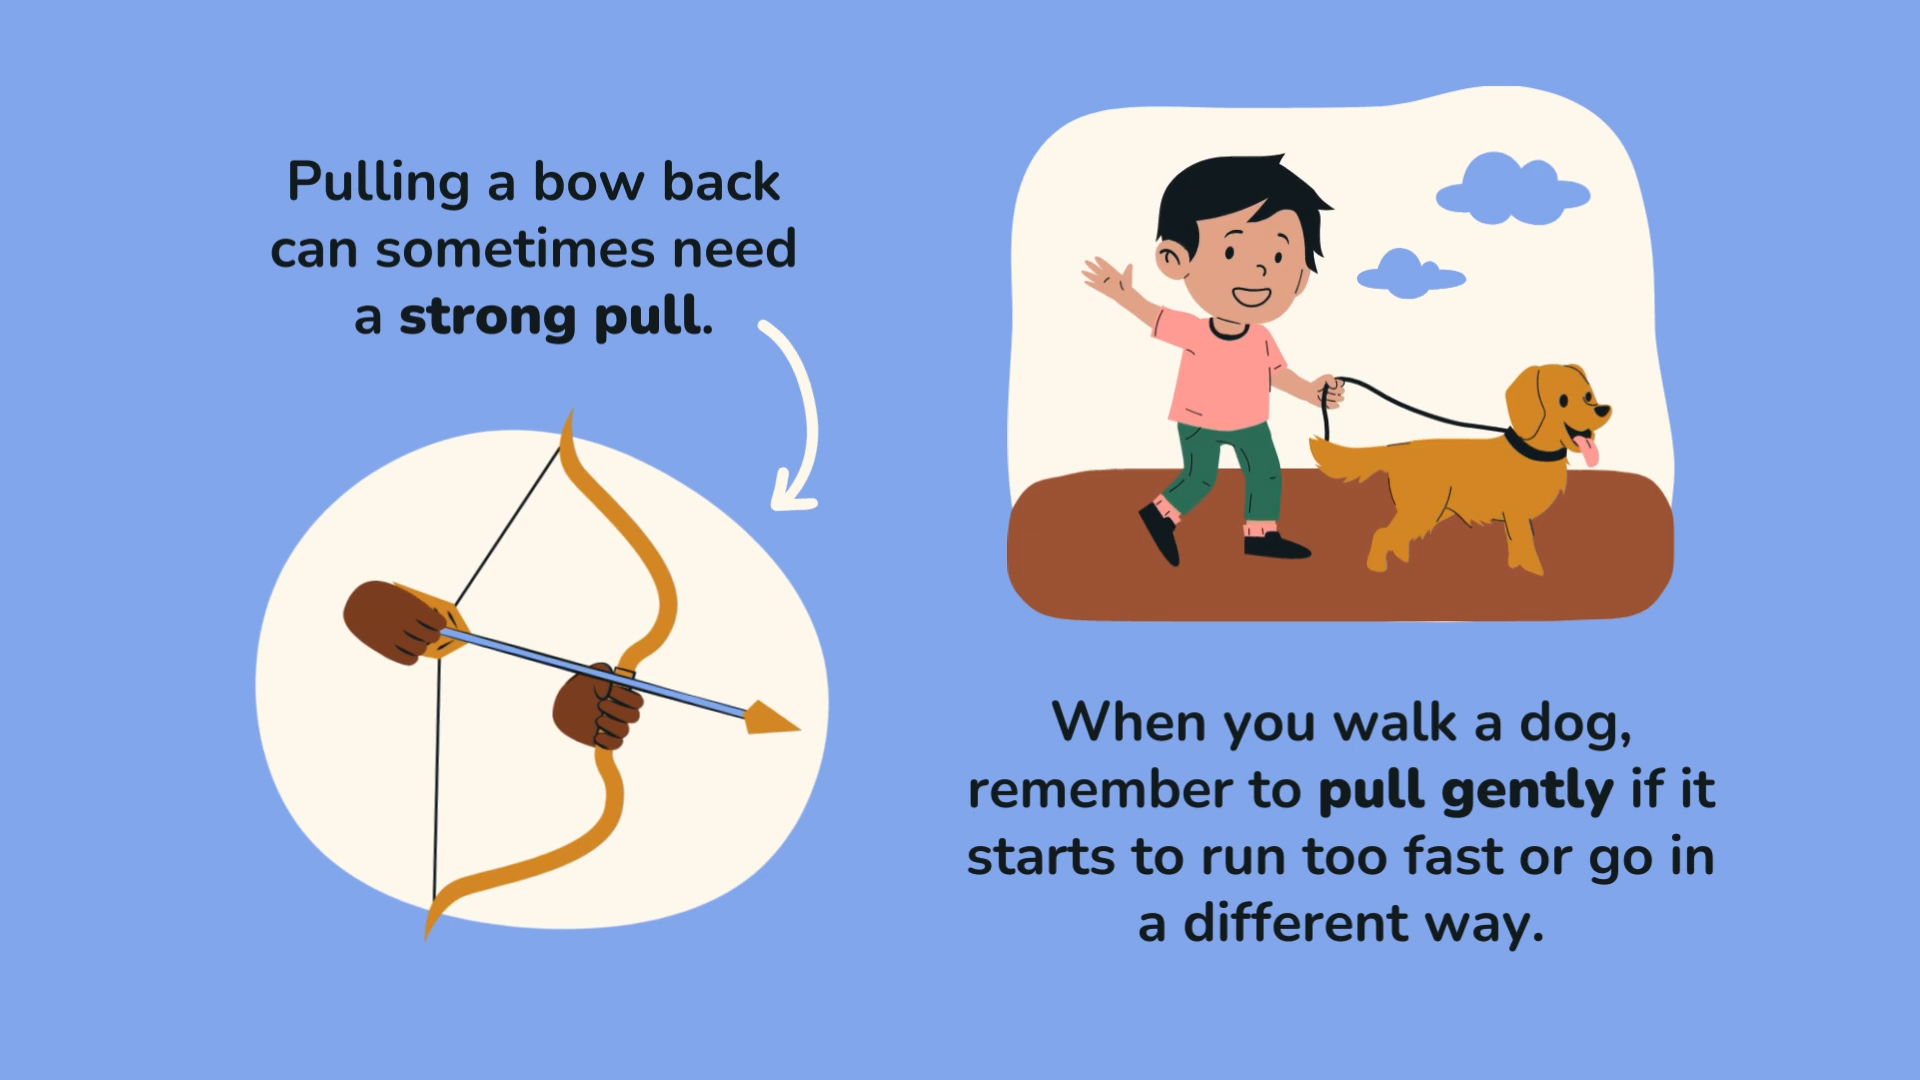 Pulling a bow back
can sometimes need
a strong pull.
When you walk a dog,
remember to pull gently if it
starts to run too fast or go in
a different way.